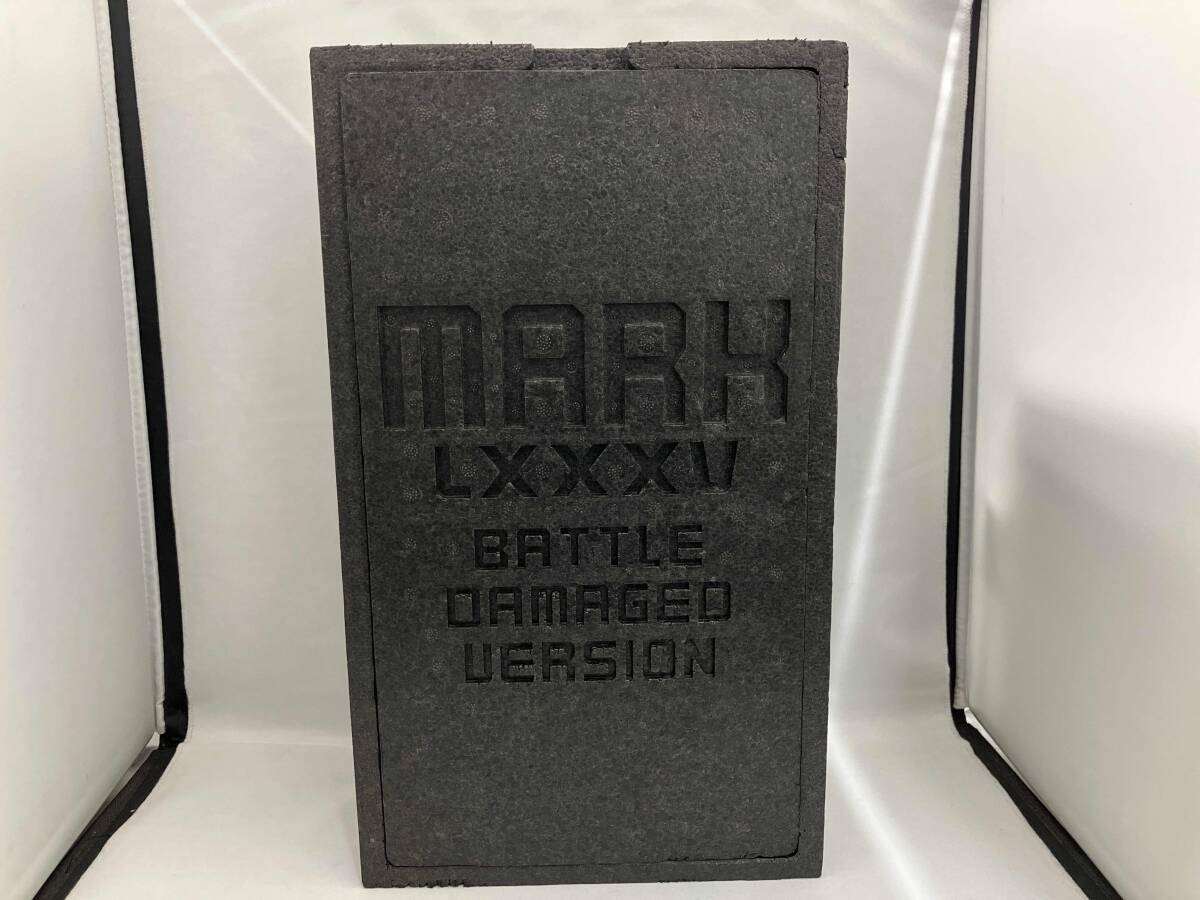 MARK
LXXXV
BATTLE
DAMAGED
VERSION